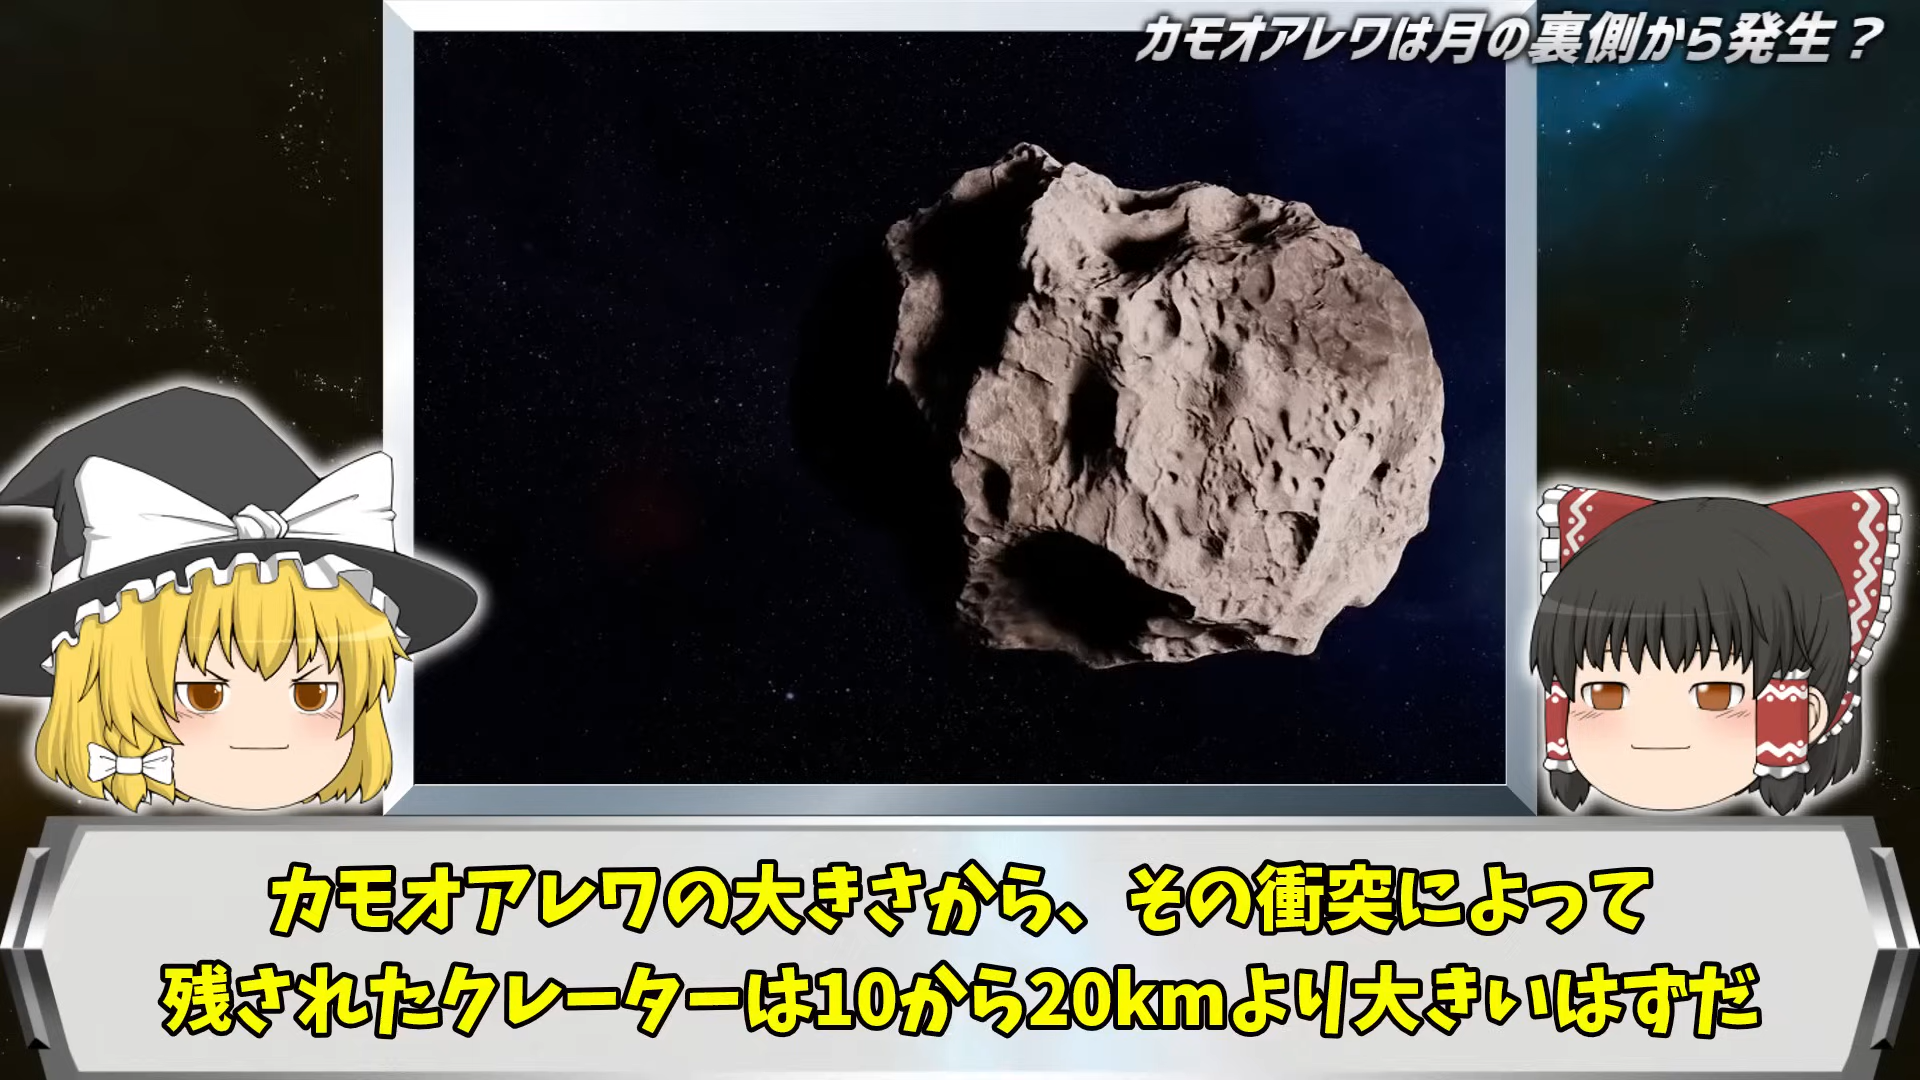 カモオアレワは月の裏側から発生？
カモオアレワの大きさから、その衝突によって
残されたクレーターは10から20kmより大きいはずだ